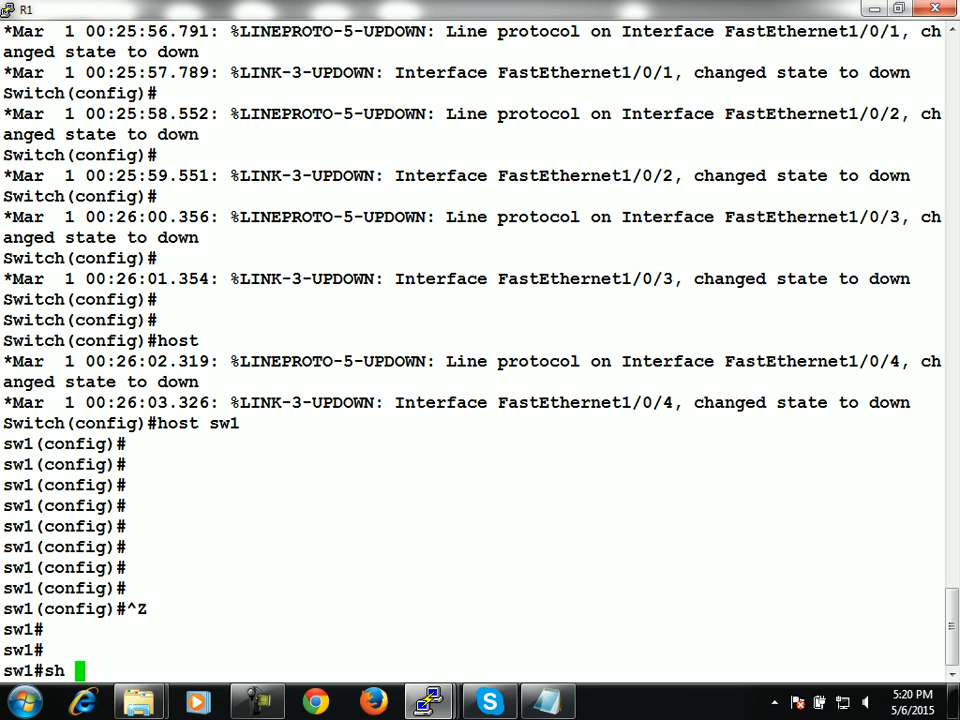 R1
*Mar  1 00:25:56.791: %LINEPROTO-5-UPDOWN: Line protocol on Interface FastEthernet1/0/1, ch
anged state to down
*Mar  1 00:25:57.789: %LINK-3-UPDOWN: Interface FastEthernet1/0/1, changed state to down
Switch(config)#
*Mar  1 00:25:58.552: %LINEPROTO-5-UPDOWN: Line protocol on Interface FastEthernet1/0/2, ch
anged state to down
Switch(config)#
*Mar  1 00:25:59.551: %LINK-3-UPDOWN: Interface FastEthernet1/0/2, changed state to down
Switch(config)#
*Mar  1 00:26:00.356: %LINEPROTO-5-UPDOWN: Line protocol on Interface FastEthernet1/0/3, ch
anged state to down
Switch(config)#
*Mar  1 00:26:01.354: %LINK-3-UPDOWN: Interface FastEthernet1/0/3, changed state to down
Switch(config)#
Switch(config)#
Switch(config)#host
*Mar  1 00:26:02.319: %LINEPROTO-5-UPDOWN: Line protocol on Interface FastEthernet1/0/4, ch
anged state to down
*Mar  1 00:26:03.326: %LINK-3-UPDOWN: Interface FastEthernet1/0/4, changed state to down
Switch(config)#host sw1
sw1(config)#
sw1(config)#
sw1(config)#
sw1(config)#
sw1(config)#
sw1(config)#
sw1(config)#
sw1(config)#
sw1(config)#^Z
sw1#
sw1#
sw1#sh
5:20 PM
5/6/2015